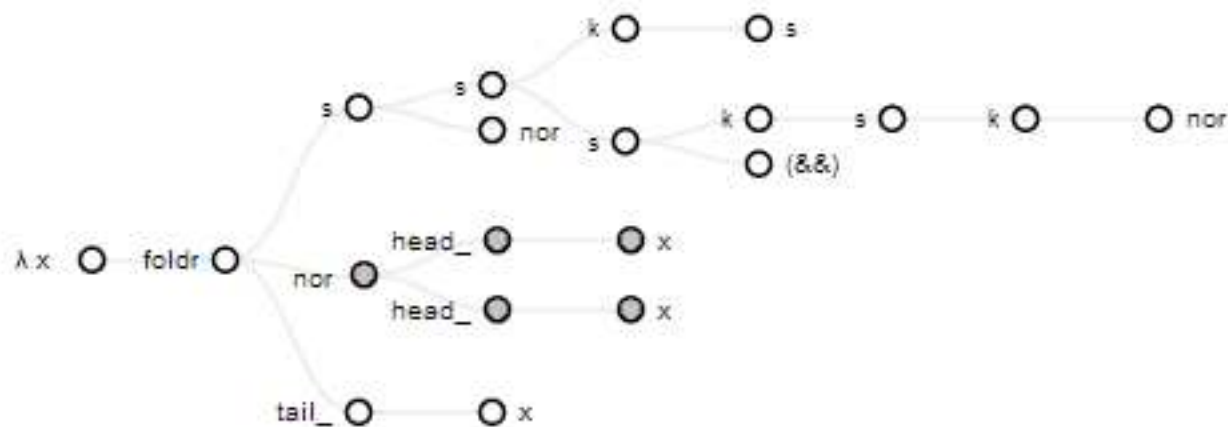 k s
s s
nor k s k nor
s (&&)
head_ x
λ x foldr nor
head_ x
tail_ x